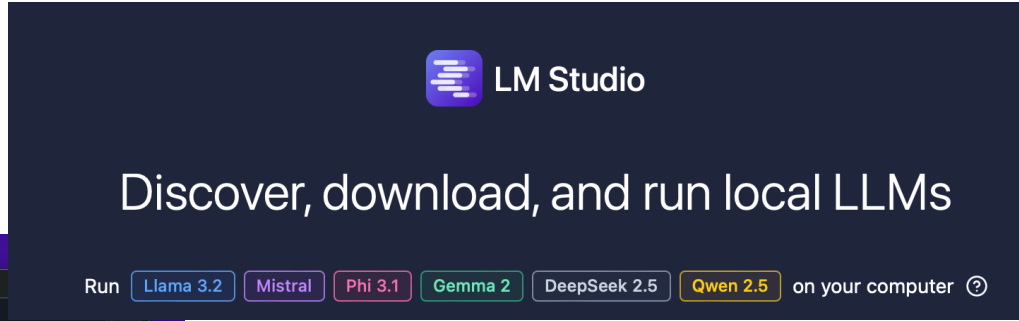 LM Studio
Discover, download, and run local LLMs
Run Llama 3.2 Mistral Phi 3.1 Gemma 2 DeepSeek 2.5 Qwen 2.5 on your computer ?